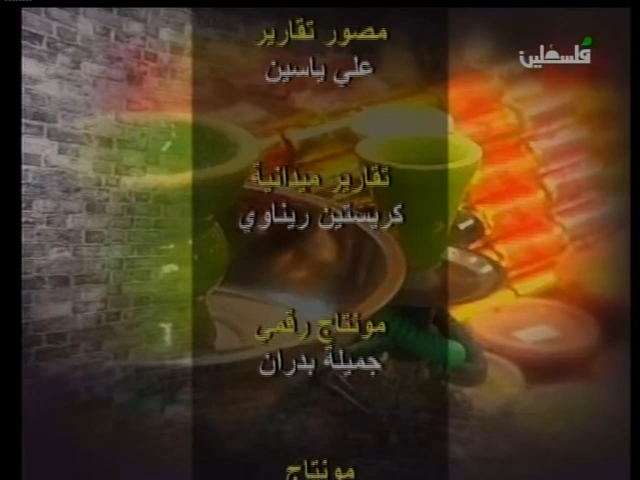 مصور تقارير
فلسطين
علي ياسين
تقارير ميدانية
كريستين ريناوي
مونتاج رقمي
جميلة بدران
مونتاج